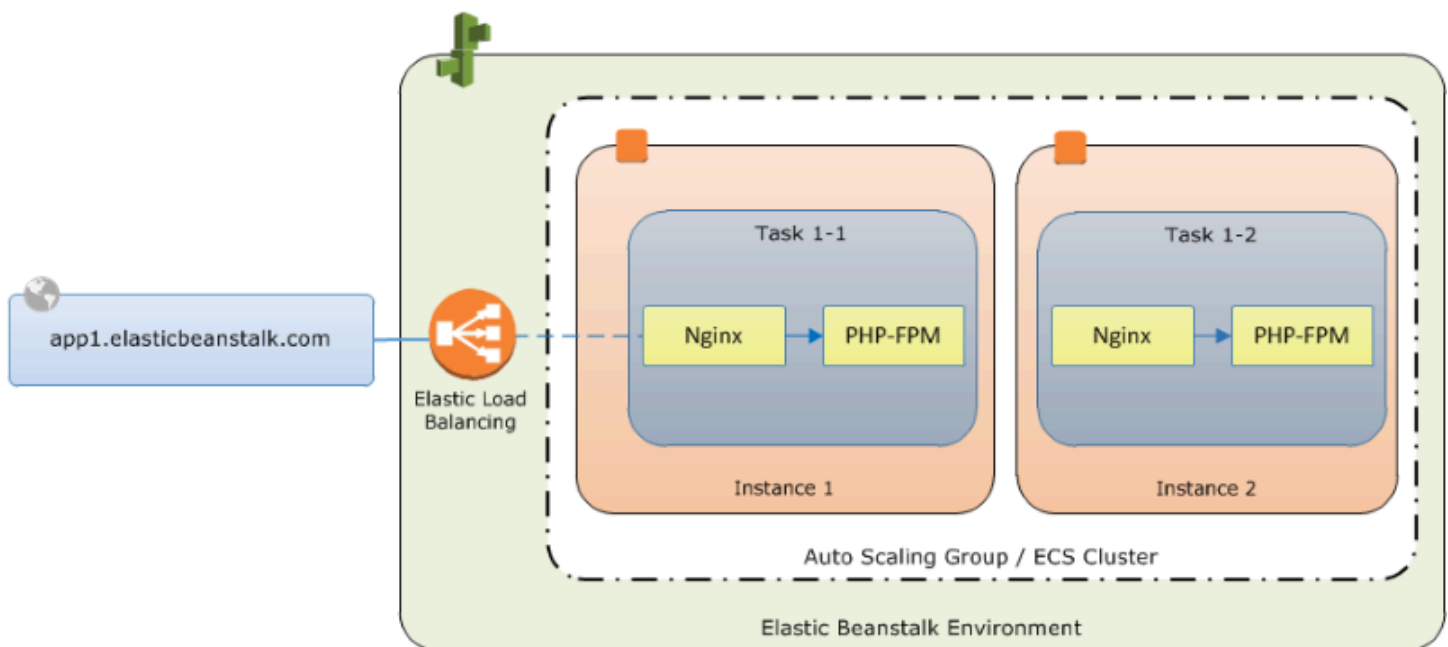 app1.elasticbeanstalk.com
Elastic Load
Balancing
Task 1-1
Nginx
PHP-FPM
Instance 1
Task 1-2
Nginx
PHP-FPM
Instance 2
Auto Scaling Group / ECS Cluster
Elastic Beanstalk Environment